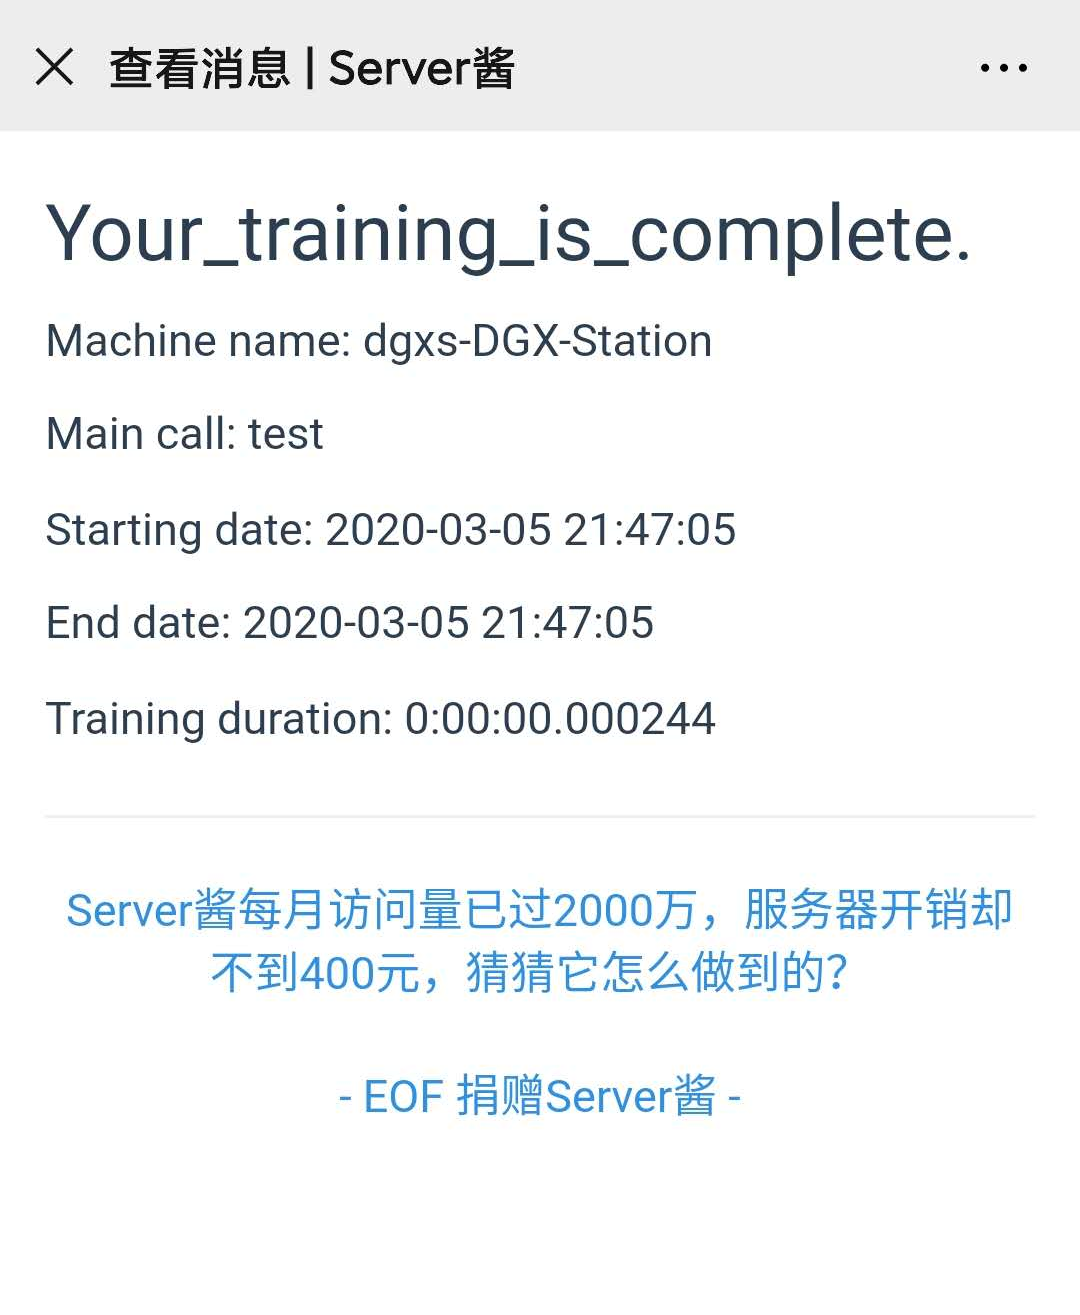 查看消息 | Server酱
Your_training_is_complete.
Machine name: dgxs-DGX-Station
Main call: test
Starting date: 2020-03-05 21:47:05
End date: 2020-03-05 21:47:05
Training duration: 0:00:00.000244
Server酱每月访问量已过2000万，服务器开销却
不到400元，猜猜它怎么做到的？
- EOF 捐赠Server酱 -